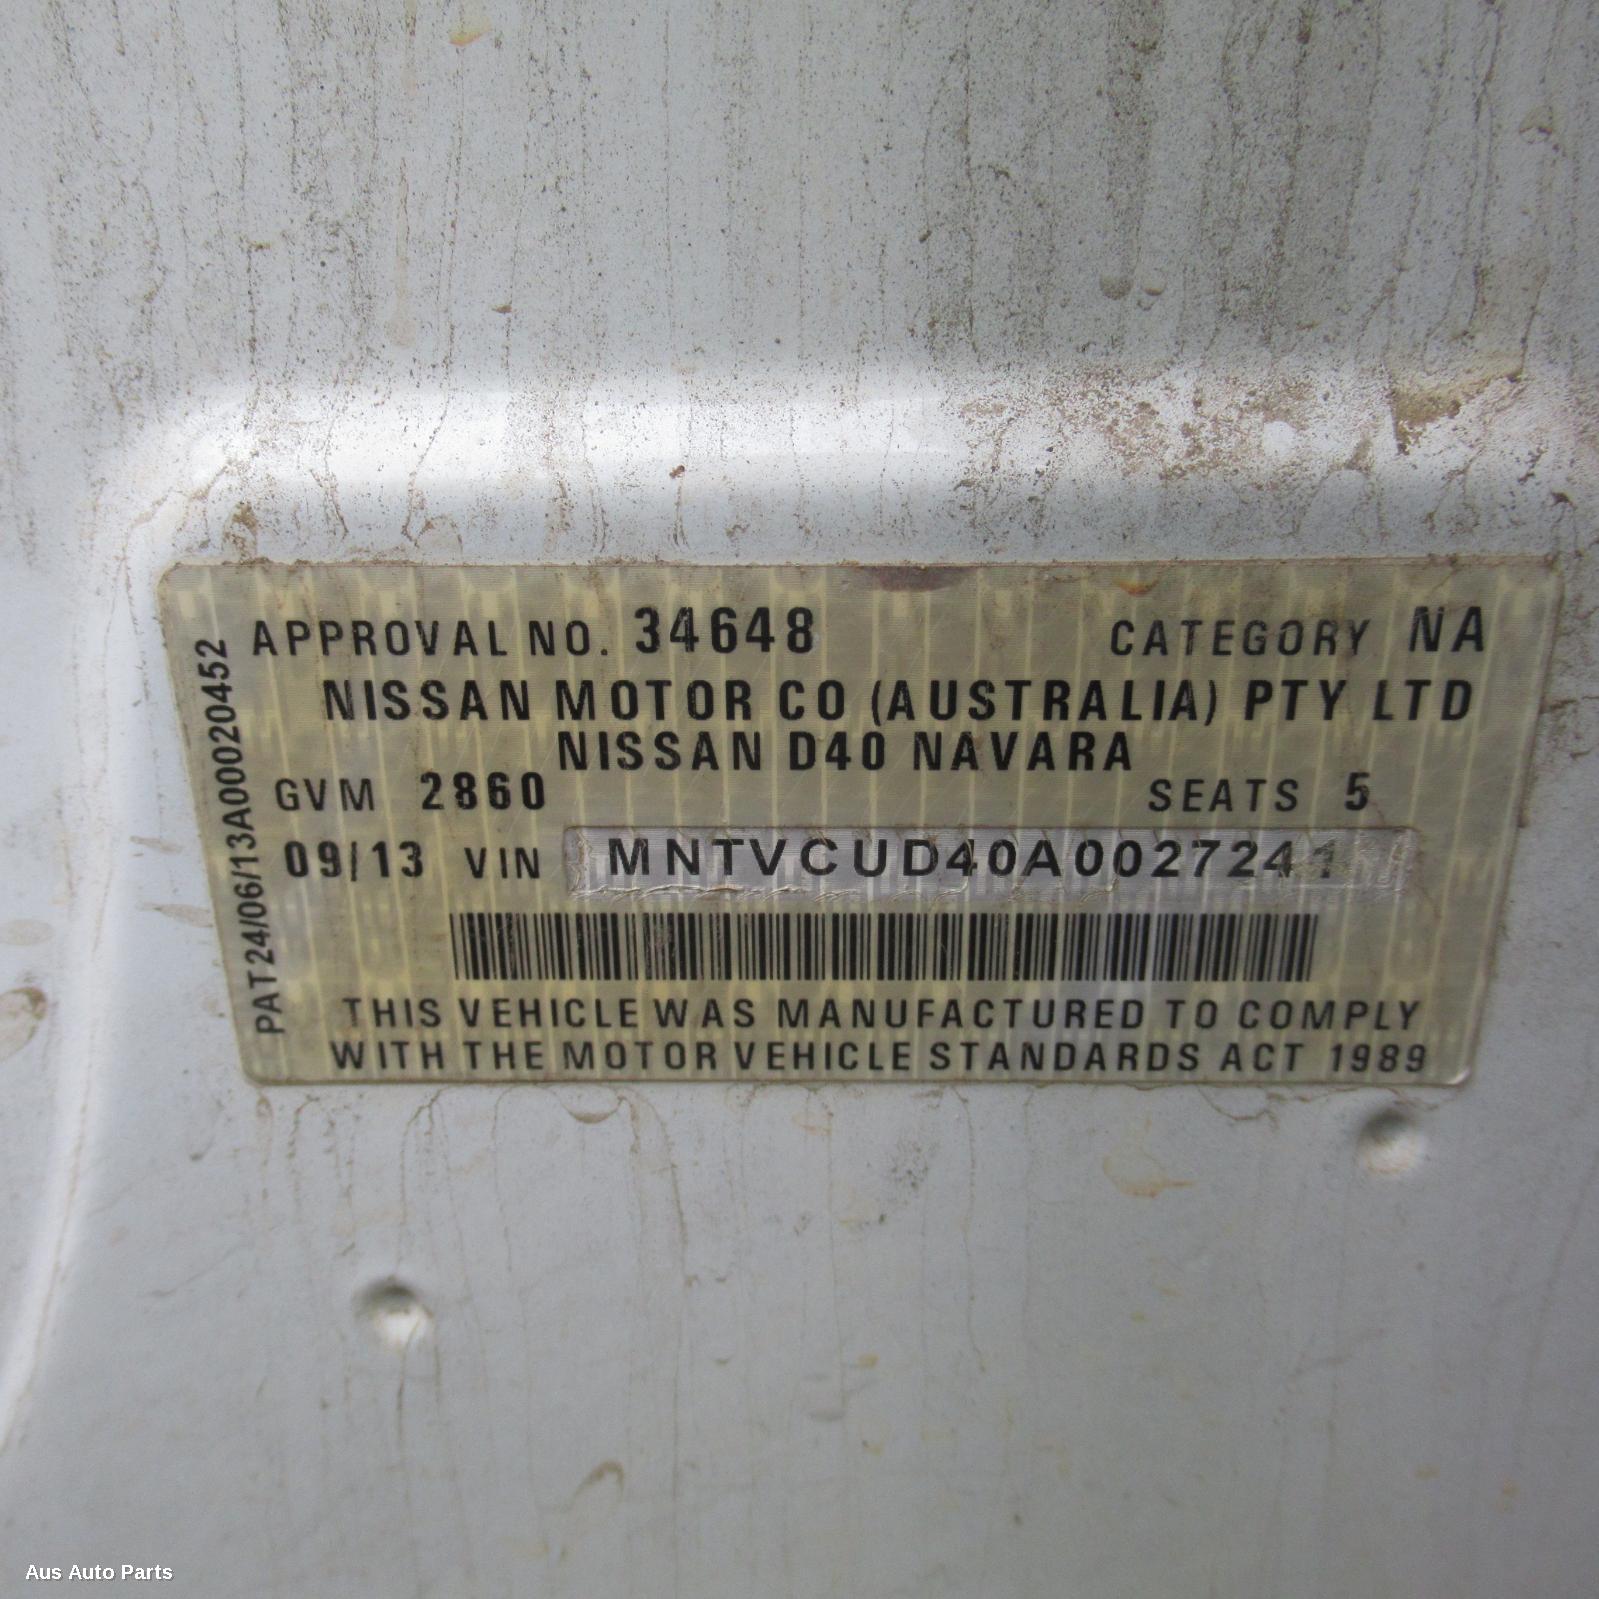 APPROVAL NO. 34648 CATEGORY NA
NISSAN MOTOR CO (AUSTRALIA) PTY LTD
NISSAN D40 NAVARA
GVM 2860 SEATS 5
09/13 VIN MNTVCUD40A0027241
THIS VEHICLE WAS MANUFACTURED TO COMPLY
WITH THE MOTOR VEHICLE STANDARDS ACT 1989
PAT24/06/13A00020452
Aus Auto Parts